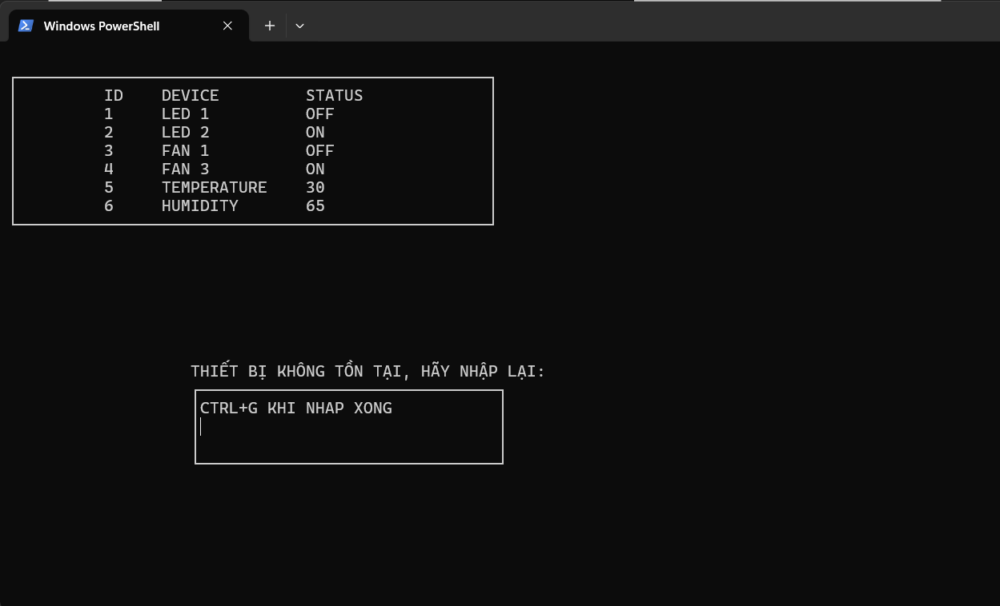 Windows PowerShell
ID DEVICE STATUS
1 LED 1 OFF
2 LED 2 ON
3 FAN 1 OFF
4 FAN 3 ON
5 TEMPERATURE 30
6 HUMIDITY 65
THIẾT BỊ KHÔNG TỒN TẠI, HÃY NHẬP LẠI:
CTRL+G KHI NHAP XONG